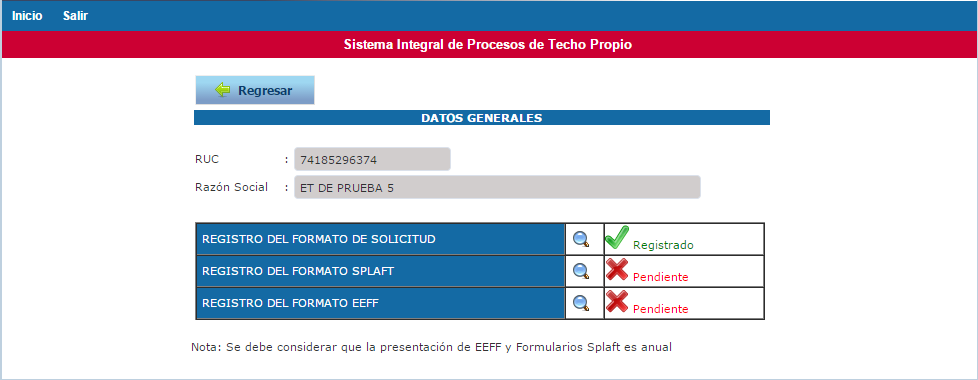 Inicio Salir
Sistema Integral de Procesos de Techo Propio
Regresar
DATOS GENERALES
RUC : 74185296374
Razón Social : ET DE PRUEBA 5
REGISTRO DEL FORMATO DE SOLICITUD Registrado
REGISTRO DEL FORMATO SPLAFT Pendiente
REGISTRO DEL FORMATO EEFF Pendiente
Nota: Se debe considerar que la presentación de EEFF y Formularios Splaft es anual